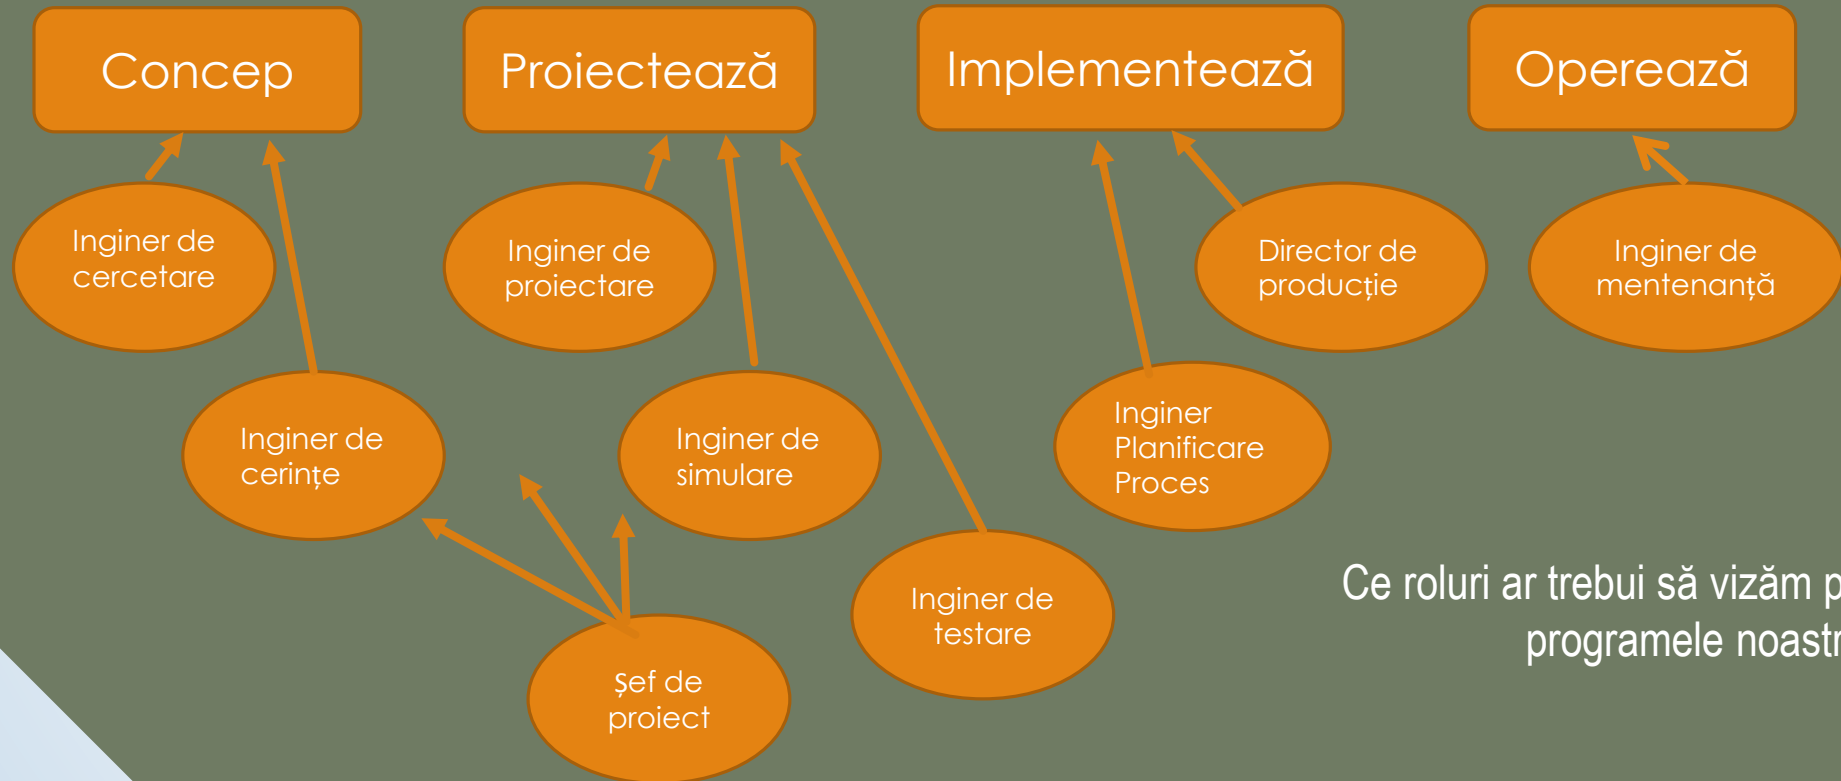 Concep
Proiectează
Implementează
Operează
Inginer de
cercetare
Inginer de
proiectare
Director de
producție
Inginer de
mentenanță
Inginer de
cerințe
Inginer de
simulare
Inginer
Planificare
Proces
Inginer de
testare
Șef de
proiect
Ce roluri ar trebui să vizăm p
programele noastr